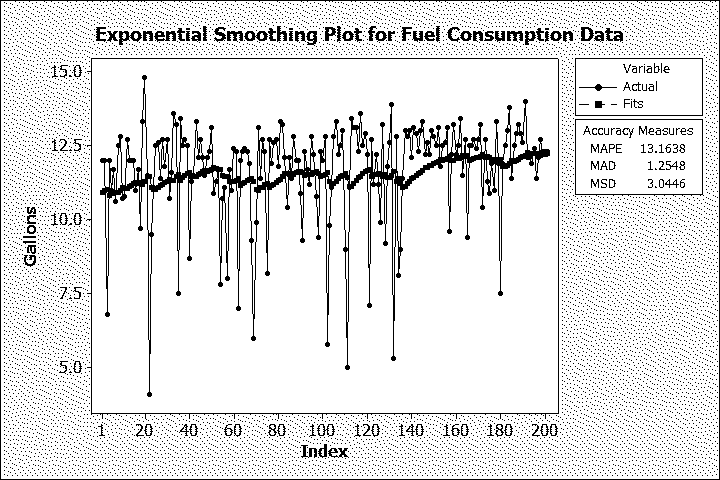 Exponential Smoothing Plot for Fuel Consumption Data
15.0
12.5
10.0
7.5
5.0
Gallons
1 20 40 60 80 100 120 140 160 180 200
Index
Variable
Actual
Fits
Accuracy Measures
MAPE 13.1638
MAD 1.2548
MSD 3.0446